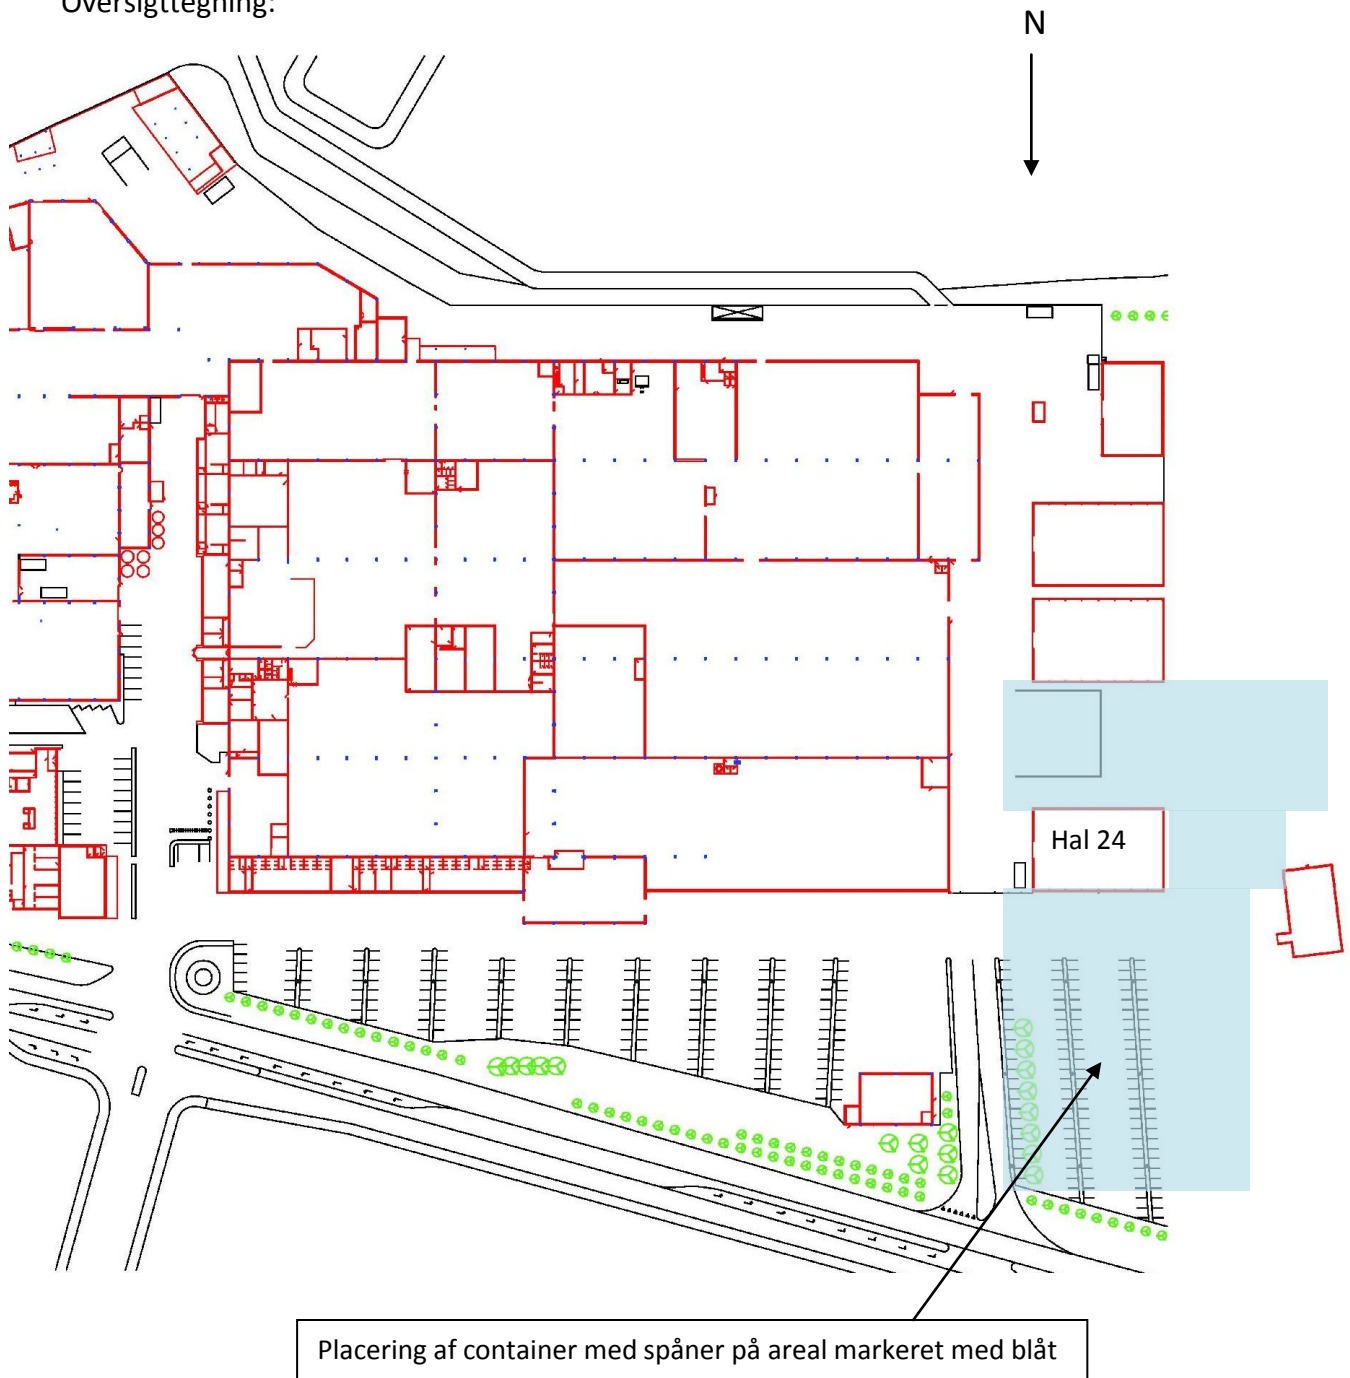 Oversigttegning:
N
Hal 24
Placering af container med spåner på areal markeret med blåt